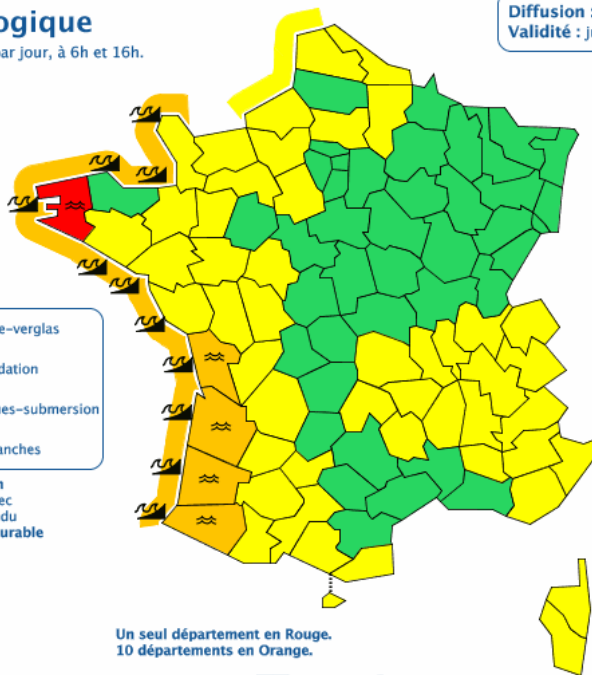 ogique
par jour, à 6h et 16h.
Diffusion :
Validité : j
e-verglas
dation
es-submersion
anches
n
ec
du
urable
Un seul département en Rouge.
10 départements en Orange.